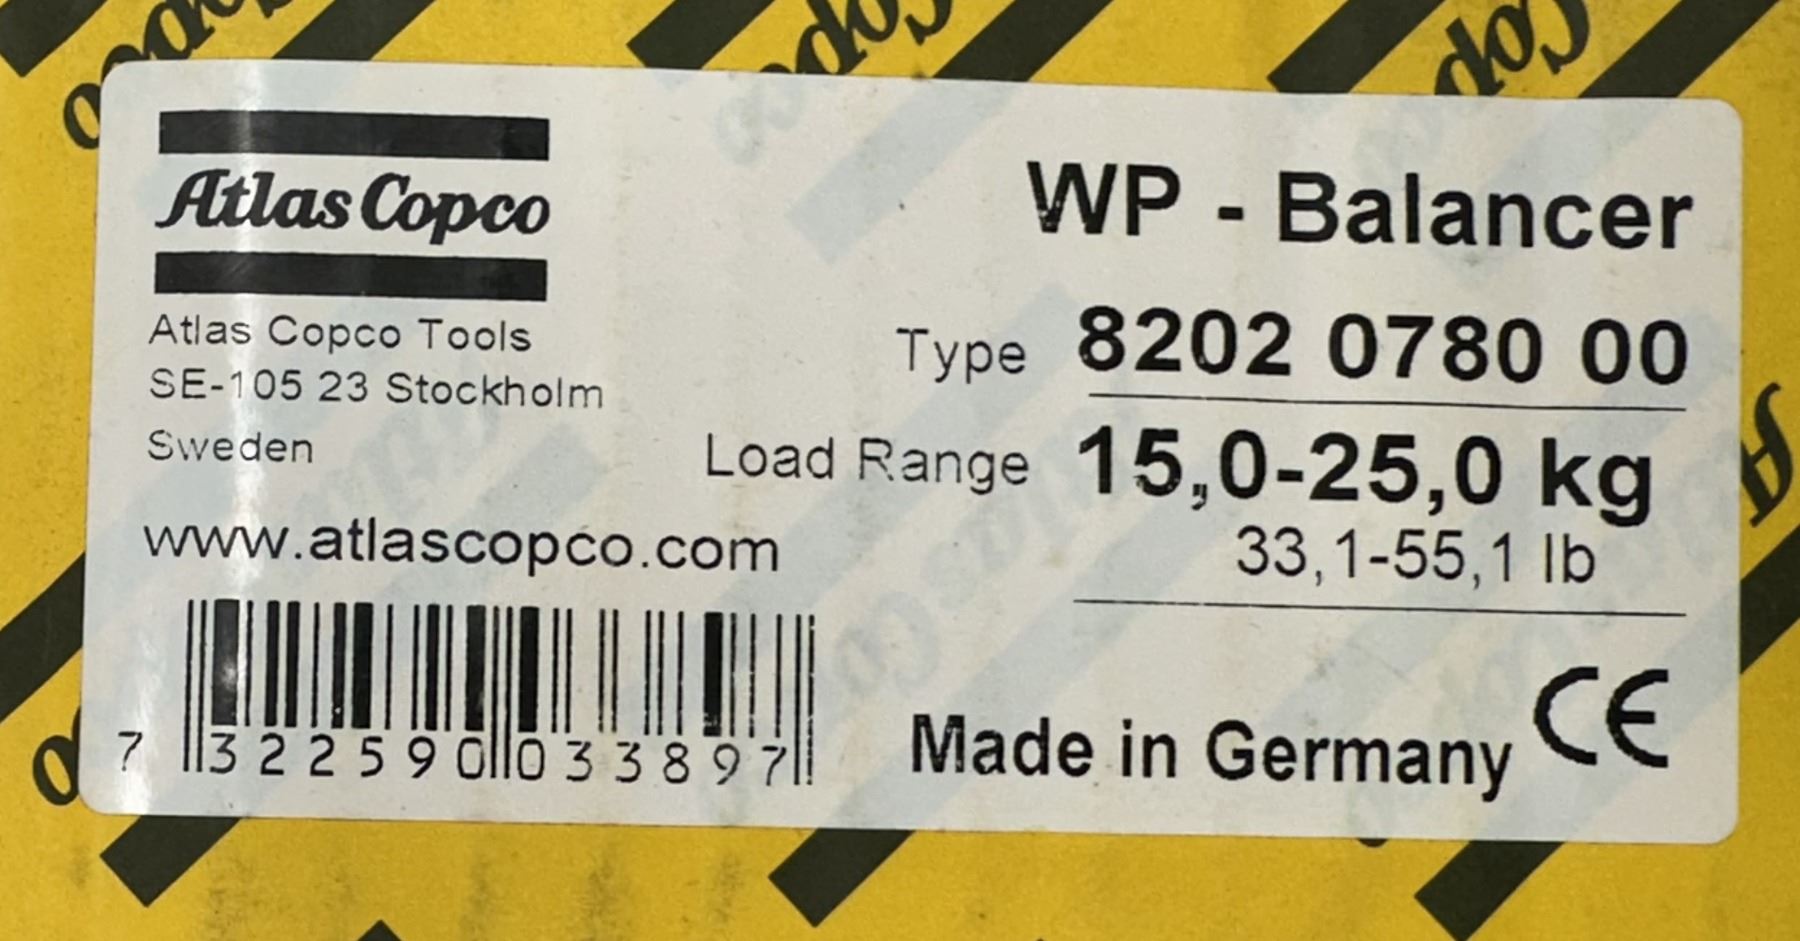 Atlas Copco
Atlas Copco Tools
SE-105 23 Stockholm
Sweden
www.atlascopco.com
7 322590 033897
WP - Balancer
Type 8202 0780 00
Load Range 15,0-25,0 kg
33,1-55,1 lb
Made in Germany CE